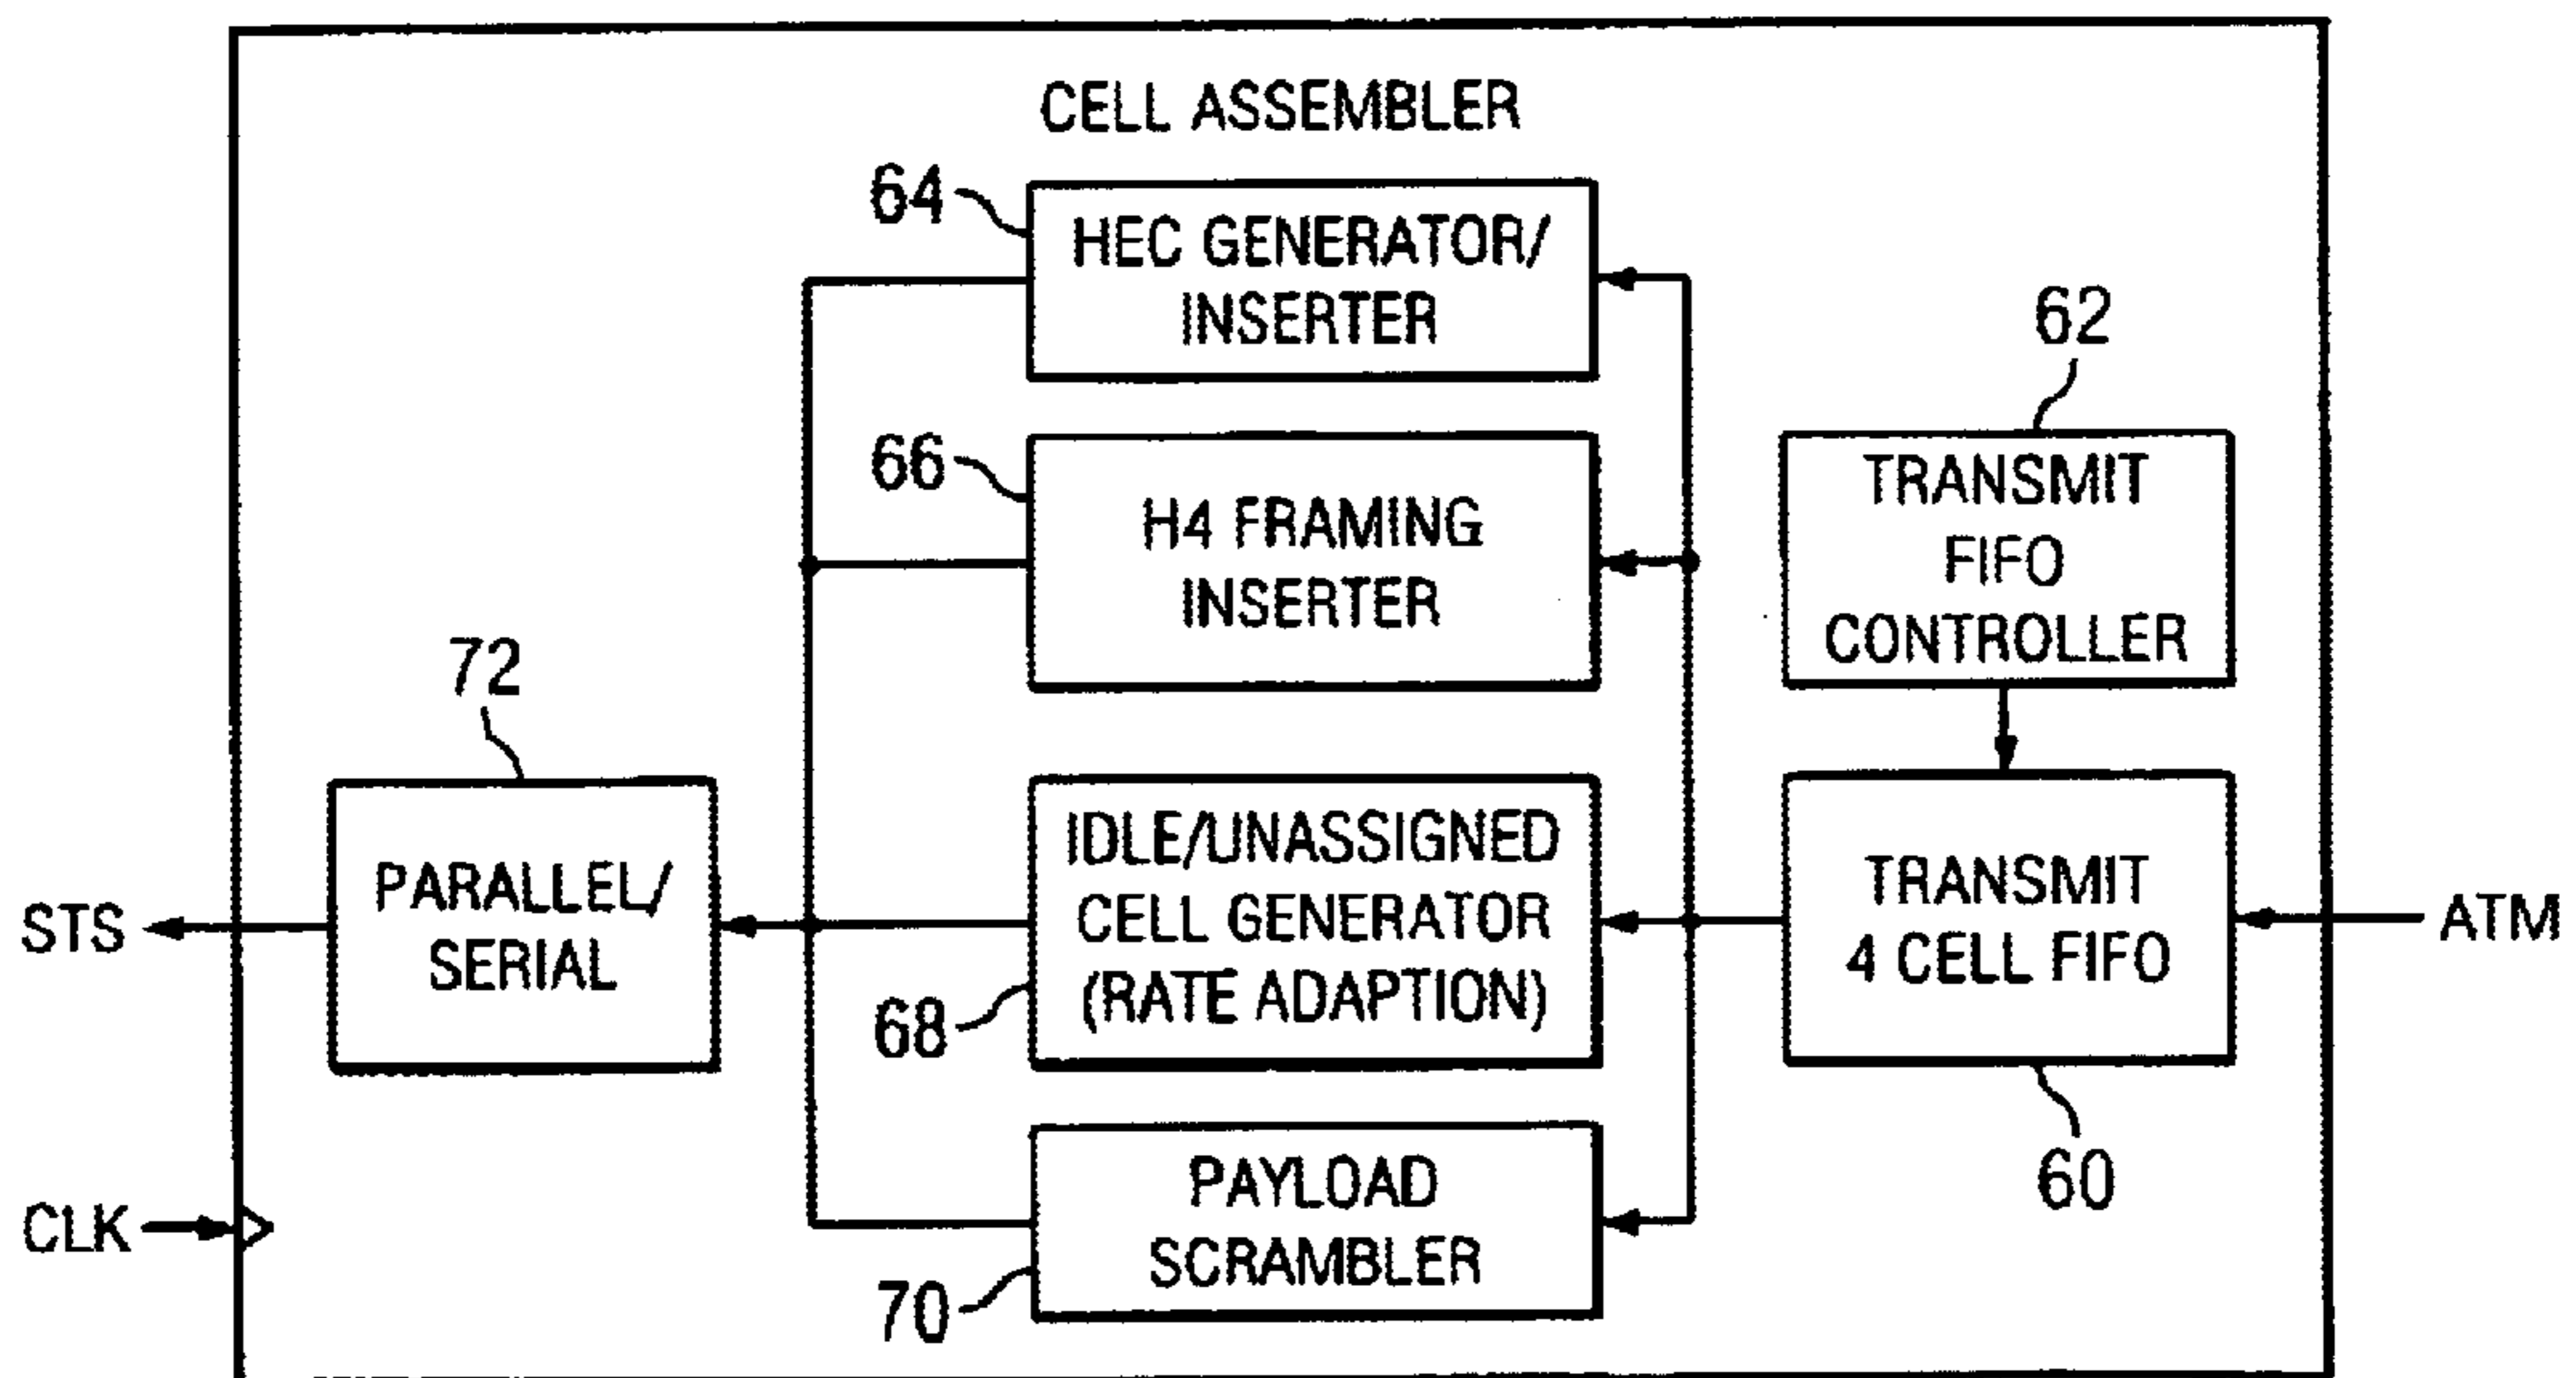 CELL ASSEMBLER
64
HEC GENERATOR/
INSERTER
62
66
H4 FRAMING
INSERTER
TRANSMIT
FIFO
CONTROLLER
72
PARALLEL/
SERIAL
IDLE/UNASSIGNED
CELL GENERATOR
(RATE ADAPTION)
68
TRANSMIT
4 CELL FIFO
STS
ATM
60
CLK
PAYLOAD
SCRAMBLER
70